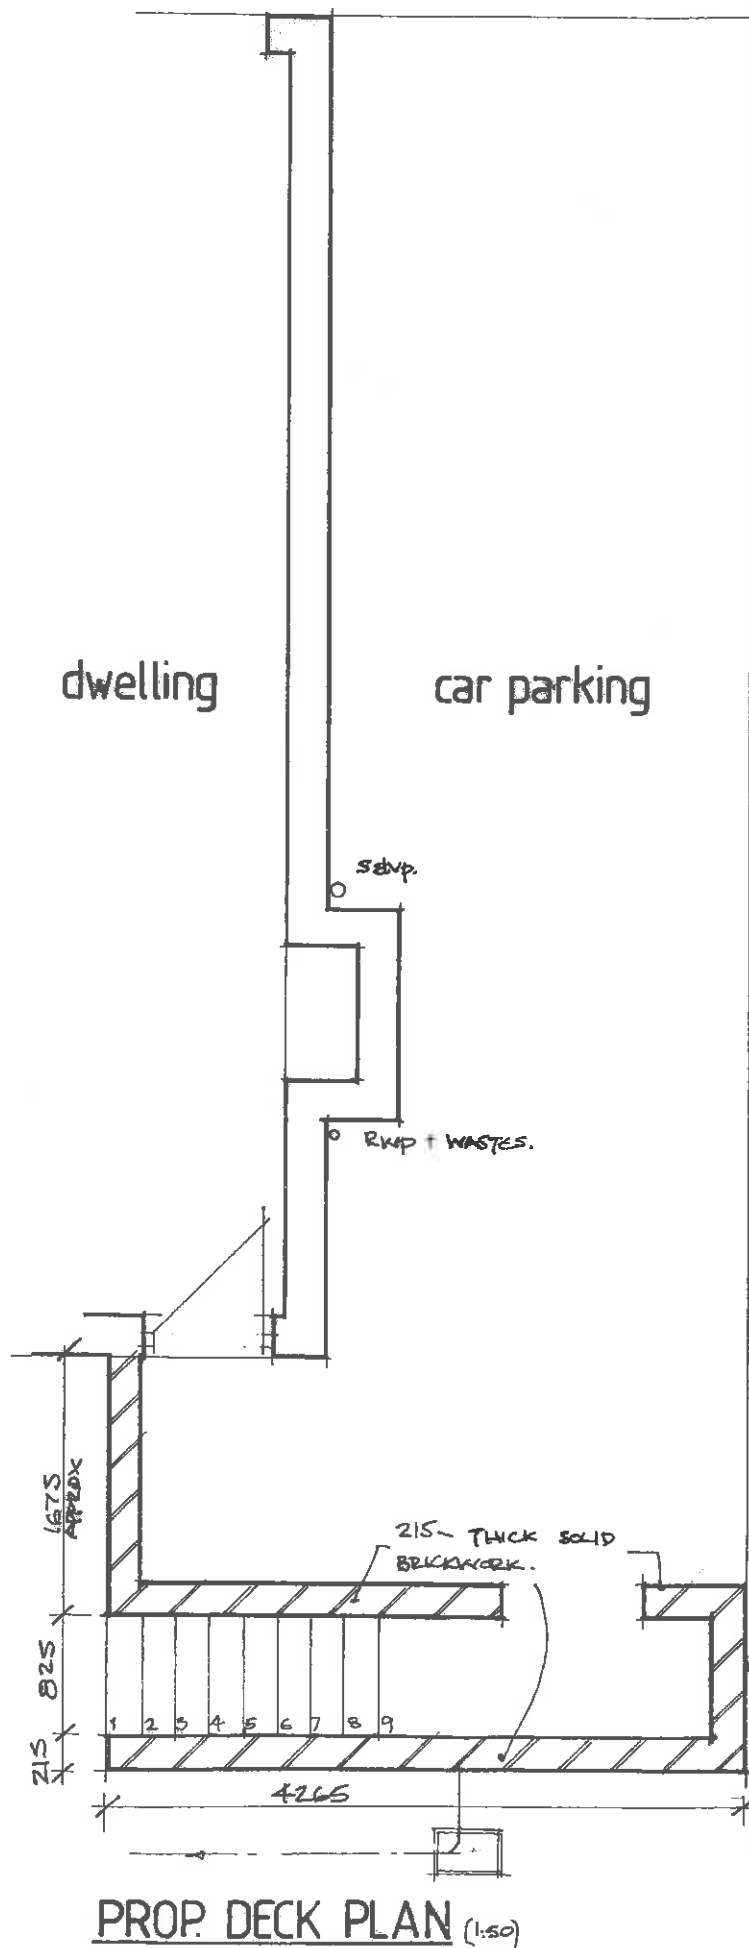 dwelling
car parking
S&VP.
RWP + WASTES.
1675
APPROX
215 THICK SOLID
BRICKWORK.
825
1 2 3 4 5 6 7 8 9
215
4265
PROP. DECK PLAN (1:50)